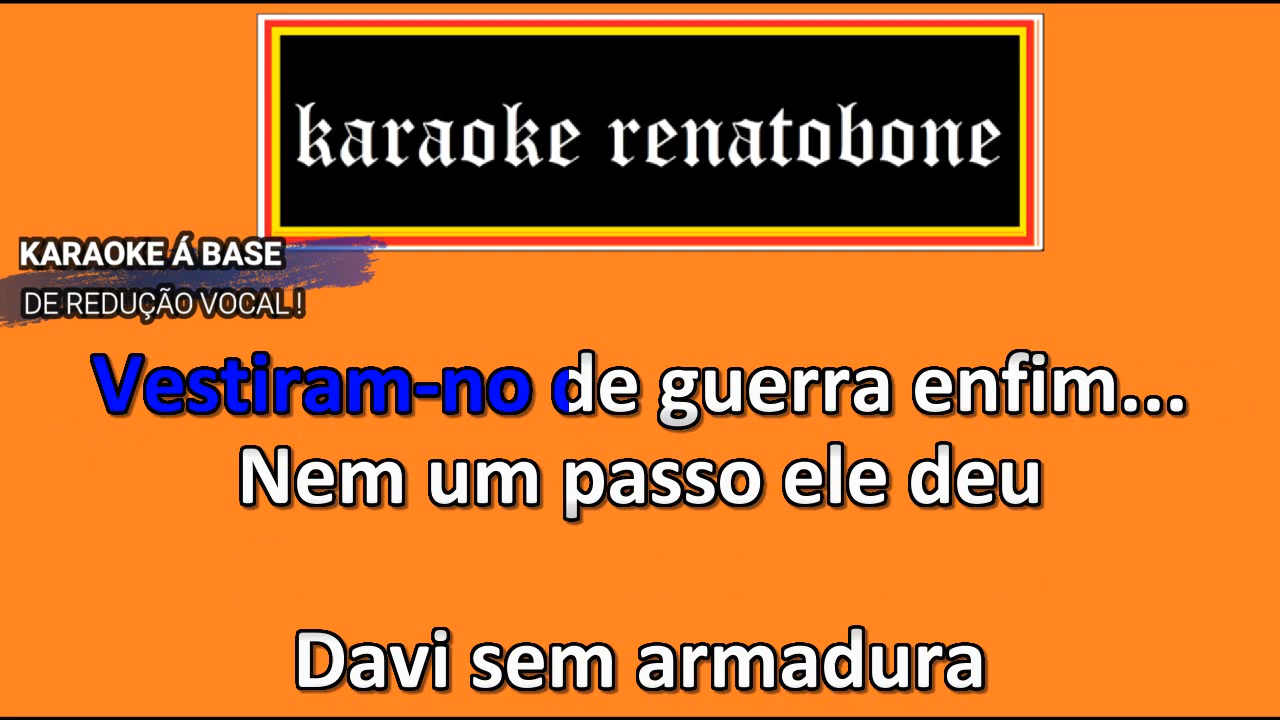 karaoke renatobone
KARAOKE Á BASE
DE REDUÇÃO VOCAL!
Vestiram-no de guerra enfim...
Nem um passo ele deu
Davi sem armadura